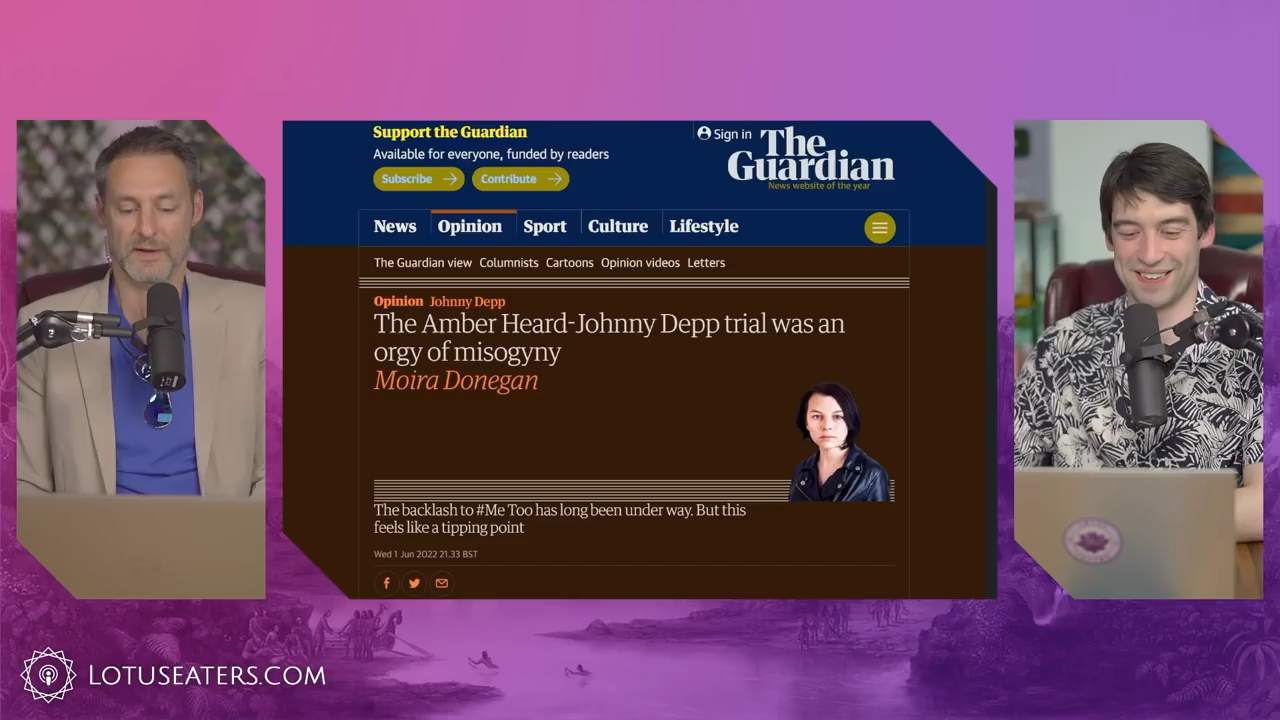 Support the Guardian
Available for everyone, funded by readers
Subscribe
Contribute
Sign in
The
Guardian
News website of the year
News
Opinion
Sport
Culture
Lifestyle
The Guardian view
Columnists
Cartoons
Opinion videos
Letters
Opinion Johnny Depp
The Amber Heard-Johnny Depp trial was an
orgy of misogyny
Moira Donegan
The backlash to #Me Too has long been under way. But this
feels like a tipping point
Wed 1 Jun 2022 21.33 BST
LOTUSEATERS.COM